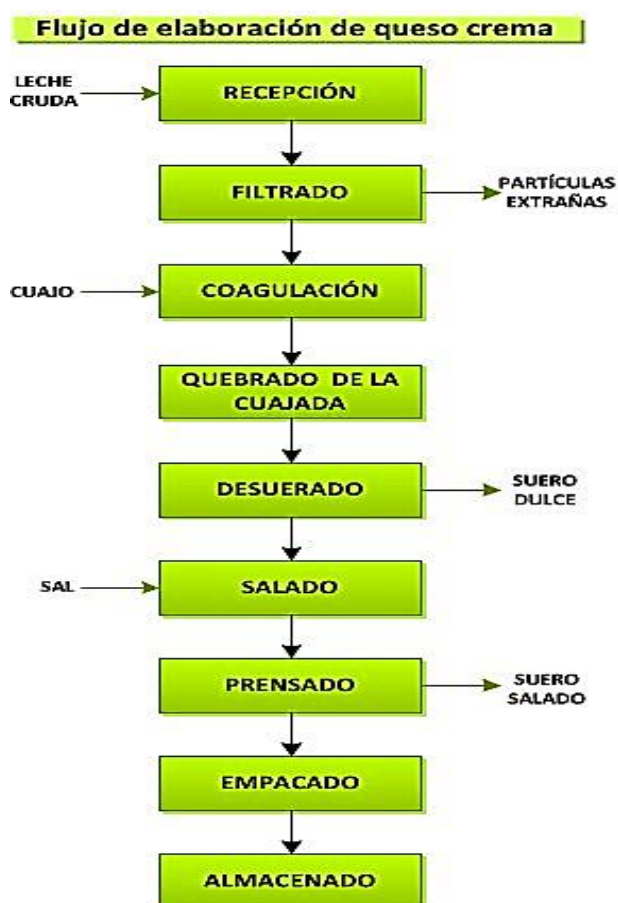 Flujo de elaboración de queso crema
LECHE
CRUDA
RECEPCIÓN
FILTRADO
PARTÍCULAS
EXTRAÑAS
CUAJO
COAGULACIÓN
QUEBRADO DE LA
CUAJADA
DESUERADO
SUERO
DULCE
SAL
SALADO
PRENSADO
SUERO
SALADO
EMPACADO
ALMACENADO